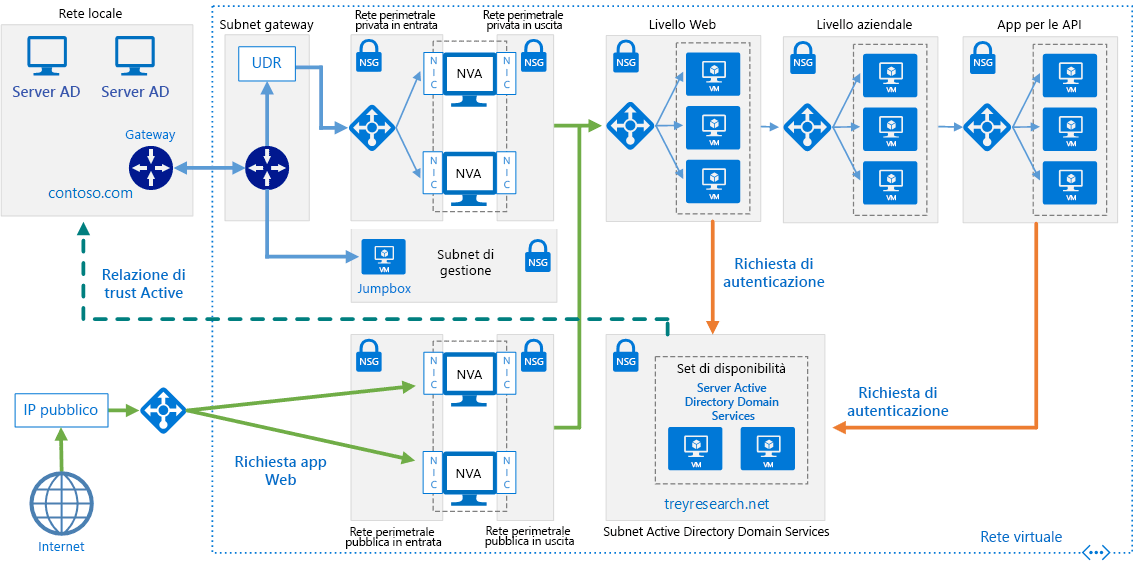 Rete locale
Server AD
Server AD
Gateway
contoso.com
Subnet gateway
UDR
Rete perimetrale
privata in entrata
Rete perimetrale
privata in uscita
NSG
NSG
NIC
NVA
NIC
NIC
NVA
NIC
Livello Web
NSG
VM
VM
VM
Livello aziendale
NSG
VM
VM
VM
App per le API
NSG
VM
VM
VM
VM
Jumpbox
Subnet di
gestione
NSG
Relazione di
trust Active
Richiesta di
autenticazione
Richiesta di
autenticazione
IP pubblico
Internet
Richiesta app
Web
NSG
NSG
NIC
NVA
NIC
NIC
NVA
NIC
Rete perimetrale
pubblica in entrata
Rete perimetrale
pubblica in uscita
NSG
Set di disponibilità
Server Active
Directory Domain
Services
VM
VM
treyresearch.net
Subnet Active Directory Domain Services
Rete virtuale